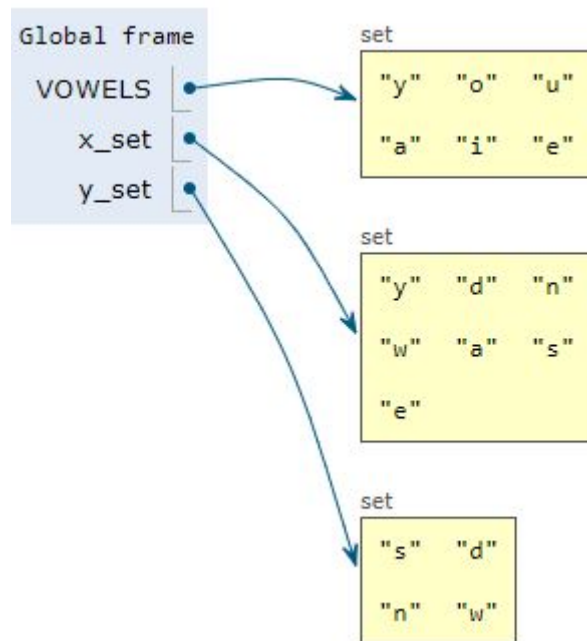 Global frame
VOWELS
x_set
y_set
set
"y" "o" "u"
"a" "i" "e"
set
"y" "d" "n"
"w" "a" "s"
"e"
set
"s" "d"
"n" "w"